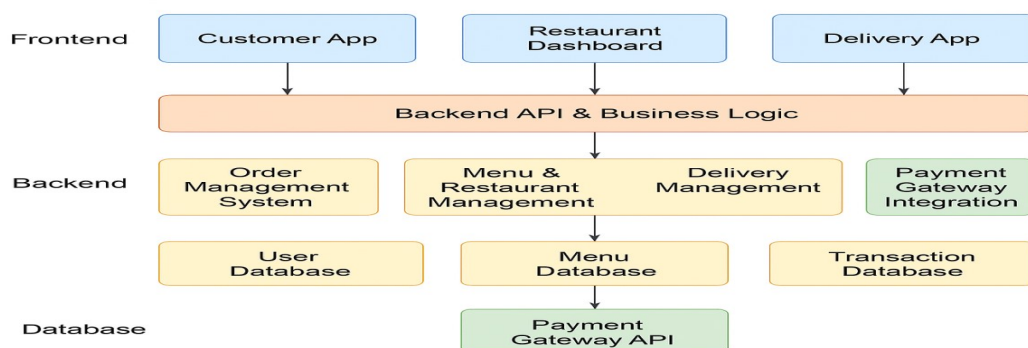 Frontend
Customer App
Restaurant
Dashboard
Delivery App
Backend API & Business Logic
Backend
Order
Management
System
Menu &
Restaurant
Management
Delivery
Management
Payment
Gateway
Integration
User
Database
Menu
Database
Transaction
Database
Database
Payment
Gateway API